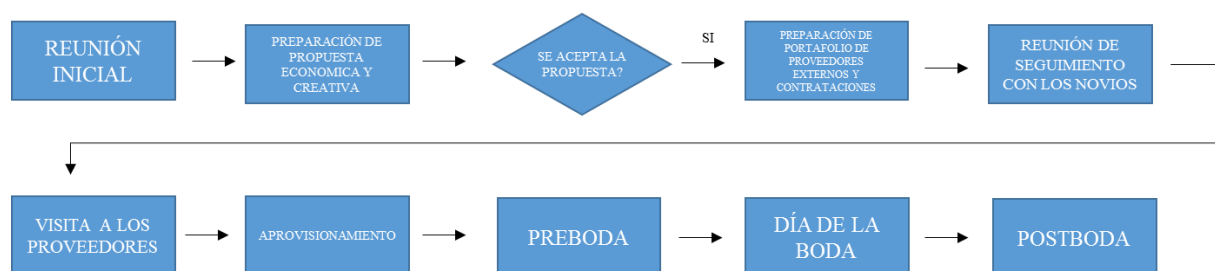 REUNIÓN
INICIAL
PREPARACIÓN DE
PROPUESTA
ECONOMICA Y
CREATIVA
SE ACEPTA LA
PROPUESTA?
SI
PREPARACIÓN DE
PORTAFOLIO DE
PROVEEDORES
EXTERNOS Y
CONTRATACIONES
REUNIÓN DE
SEGUIMIENTO
CON LOS NOVIOS
VISITA A LOS
PROVEEDORES
APROVISIONAMIENTO
PREBODA
DÍA DE LA
BODA
POSTBODA